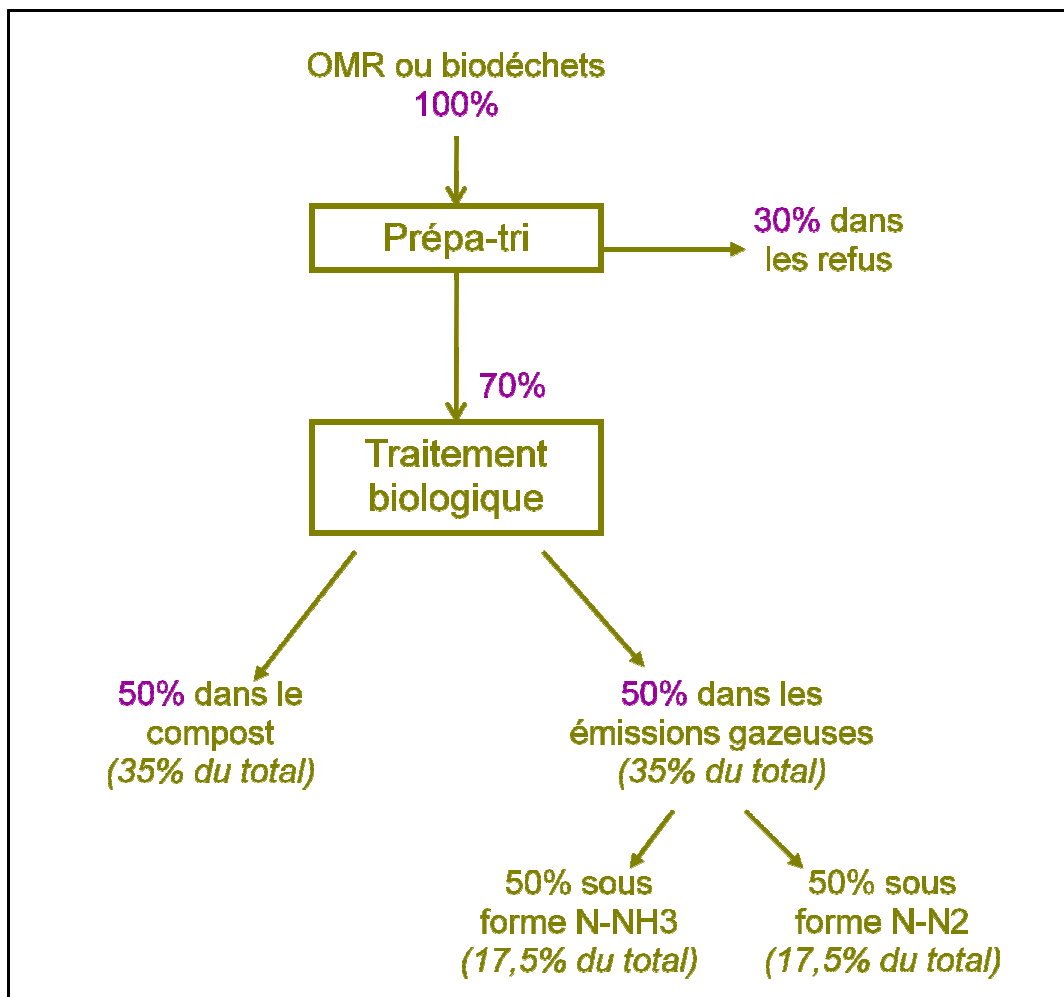 OMR ou biodéchets
100%
Prépa-tri
30% dans
les refus
70%
Traitement
biologique
50% dans le
compost
(35% du total)
50% dans les
émissions gazeuses
(35% du total)
50% sous
forme N-NH3
(17,5% du total)
50% sous
forme N-N2
(17,5% du total)